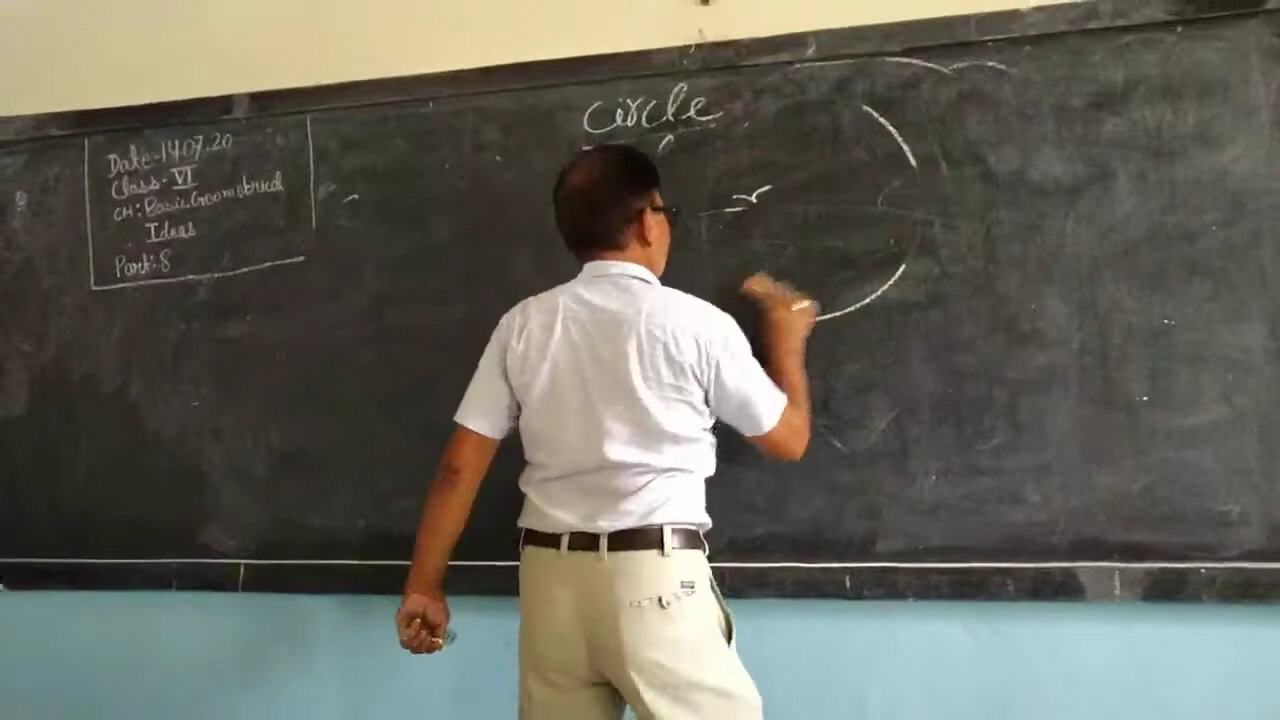 circle
Date-14.07.20
Class-VI
CH: Basic Geometrical
Ideas
Part:8